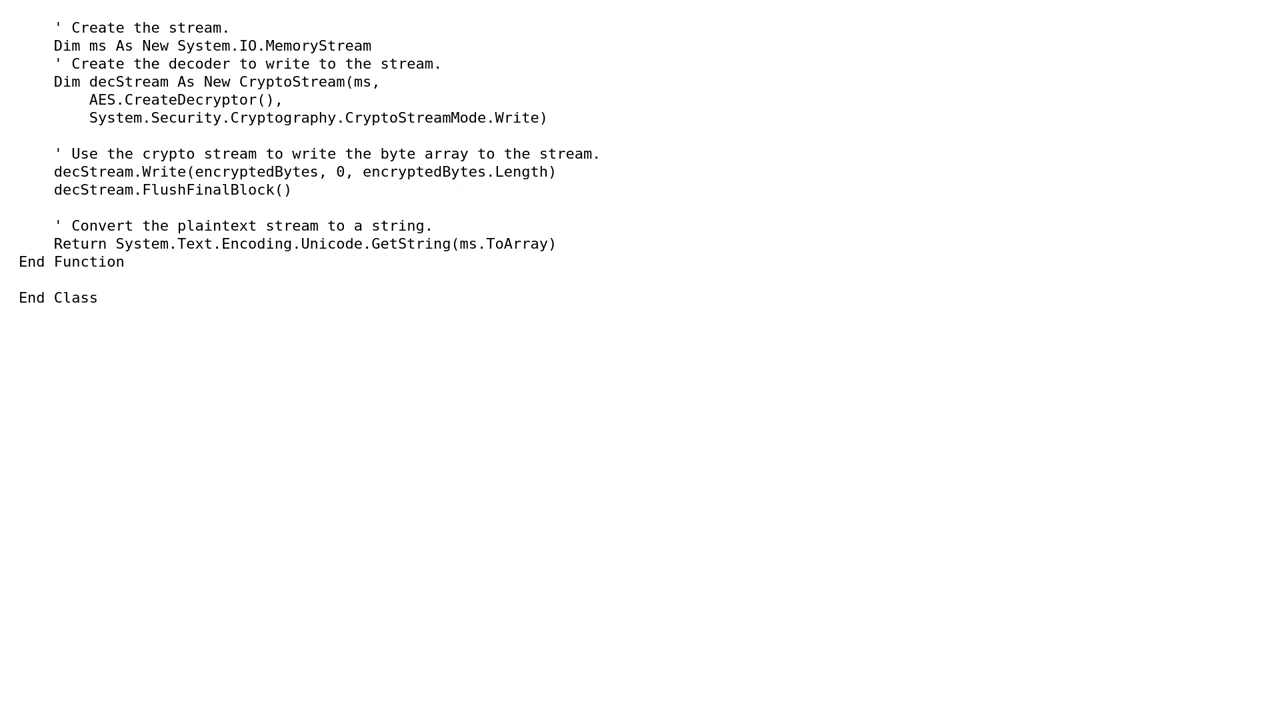 ' Create the stream.
    Dim ms As New System.IO.MemoryStream
    ' Create the decoder to write to the stream.
    Dim decStream As New CryptoStream(ms,
        AES.CreateDecryptor(),
        System.Security.Cryptography.CryptoStreamMode.Write)

    ' Use the crypto stream to write the byte array to the stream.
    decStream.Write(encryptedBytes, 0, encryptedBytes.Length)
    decStream.FlushFinalBlock()

    ' Convert the plaintext stream to a string.
    Return System.Text.Encoding.Unicode.GetString(ms.ToArray)
End Function

End Class